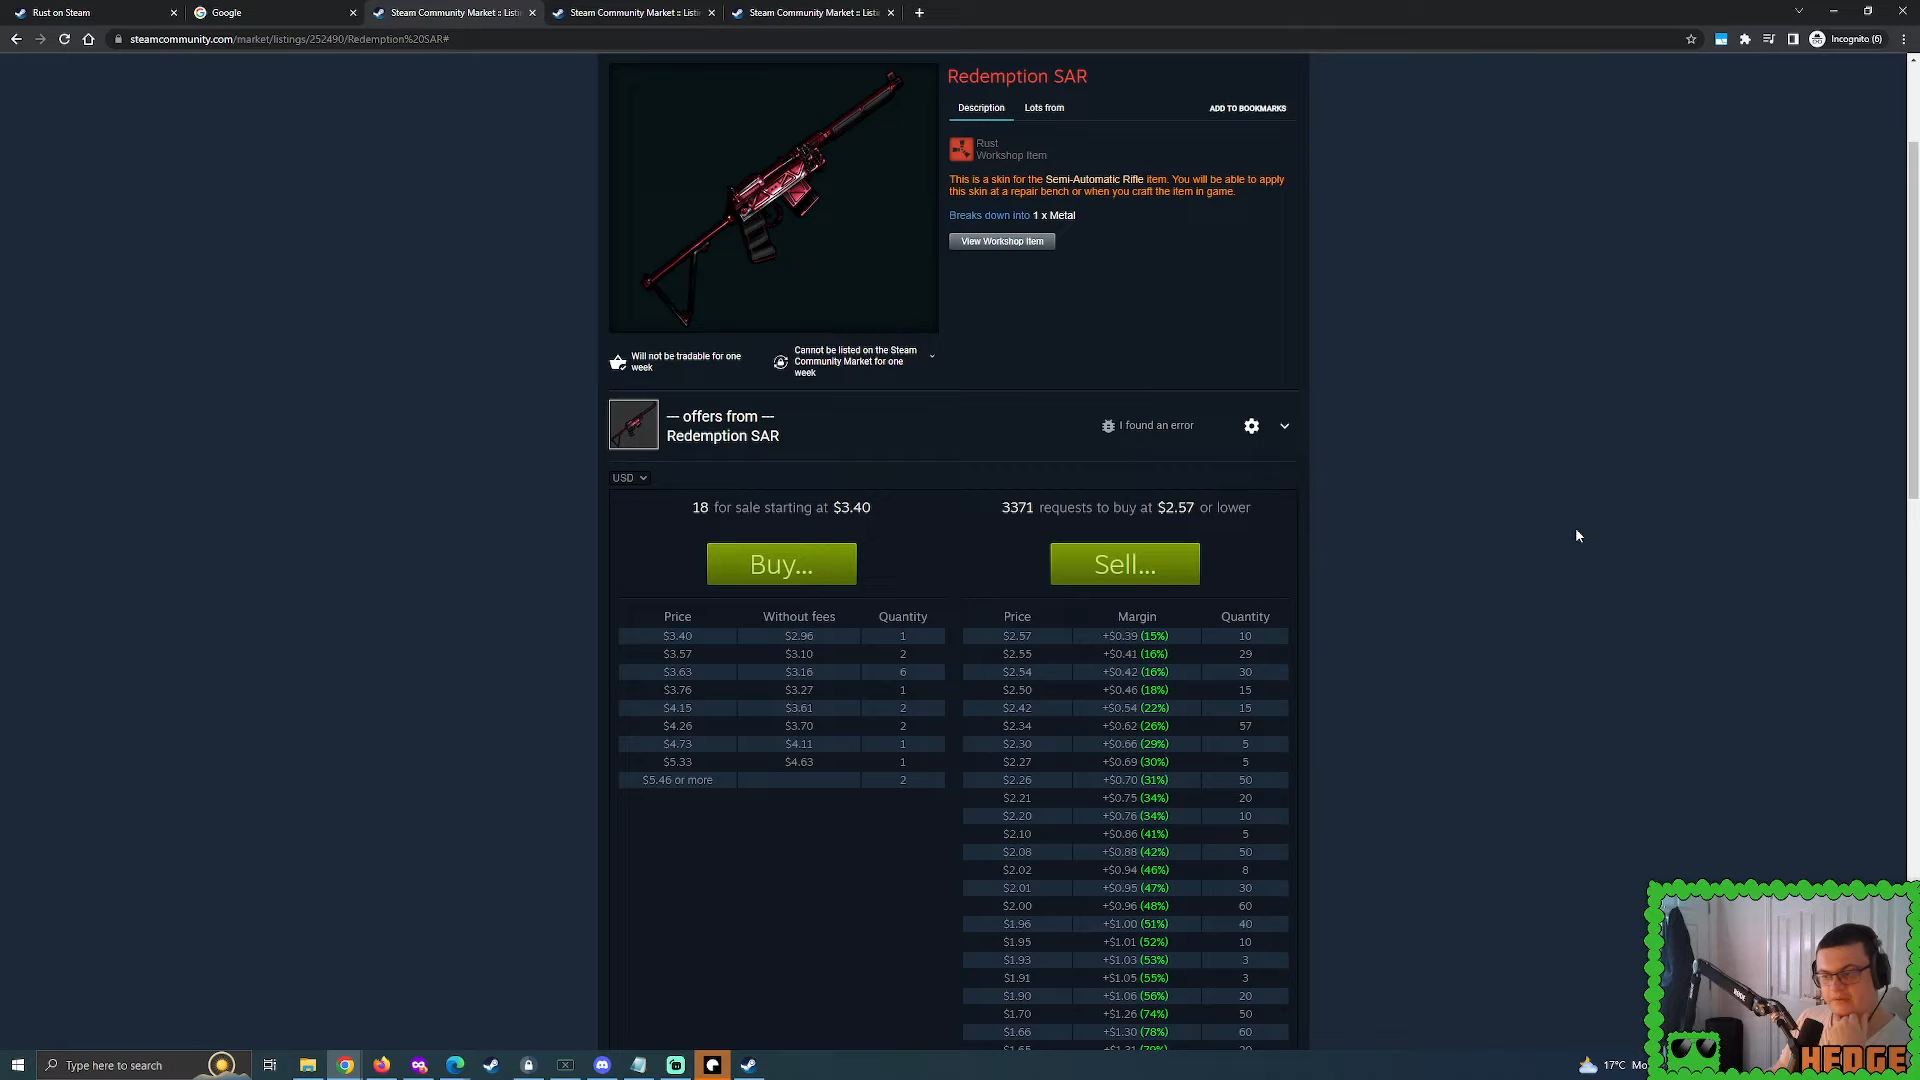 Rust on Steam
Google
Steam Community Market :: Listi
Steam Community Market :: Listi
Steam Community Market :: Listi
steamcommunity.com/market/listings/252490/Redemption%20SAR#
Incognito (6)
Redemption SAR
Description Lots from ADD TO BOOKMARKS
Rust
Workshop Item
This is a skin for the Semi-Automatic Rifle item. You will be able to apply
this skin at a repair bench or when you craft the item in game.
Breaks down into 1 x Metal
View Workshop Item
Will not be tradable for one
week
Cannot be listed on the Steam
Community Market for one
week
--- offers from ---
Redemption SAR
I found an error
USD
18 for sale starting at $3.40
3371 requests to buy at $2.57 or lower
Buy...
Sell...
Price Without fees Quantity
$3.40 $2.96 1
$3.57 $3.10 2
$3.63 $3.16 6
$3.76 $3.27 1
$4.15 $3.61 2
$4.26 $3.70 2
$4.73 $4.11 1
$5.33 $4.63 1
$5.46 or more 2
Price Margin Quantity
$2.57 +$0.39 (15%) 10
$2.55 +$0.41 (16%) 29
$2.54 +$0.42 (16%) 30
$2.50 +$0.46 (18%) 15
$2.42 +$0.54 (22%) 15
$2.34 +$0.62 (26%) 57
$2.30 +$0.66 (29%) 5
$2.27 +$0.69 (30%) 5
$2.26 +$0.70 (31%) 50
$2.21 +$0.75 (34%) 20
$2.20 +$0.76 (34%) 10
$2.10 +$0.86 (41%) 5
$2.08 +$0.88 (42%) 50
$2.02 +$0.94 (46%) 8
$2.01 +$0.95 (47%) 30
$2.00 +$0.96 (48%) 60
$1.96 +$1.00 (51%) 40
$1.95 +$1.01 (52%) 10
$1.93 +$1.03 (53%) 3
$1.91 +$1.05 (55%) 3
$1.90 +$1.06 (56%) 20
$1.70 +$1.26 (74%) 50
$1.66 +$1.30 (78%) 60
$1.65 +$1.31 (79%) 20
Type here to search
17°C Mo
HEDGE